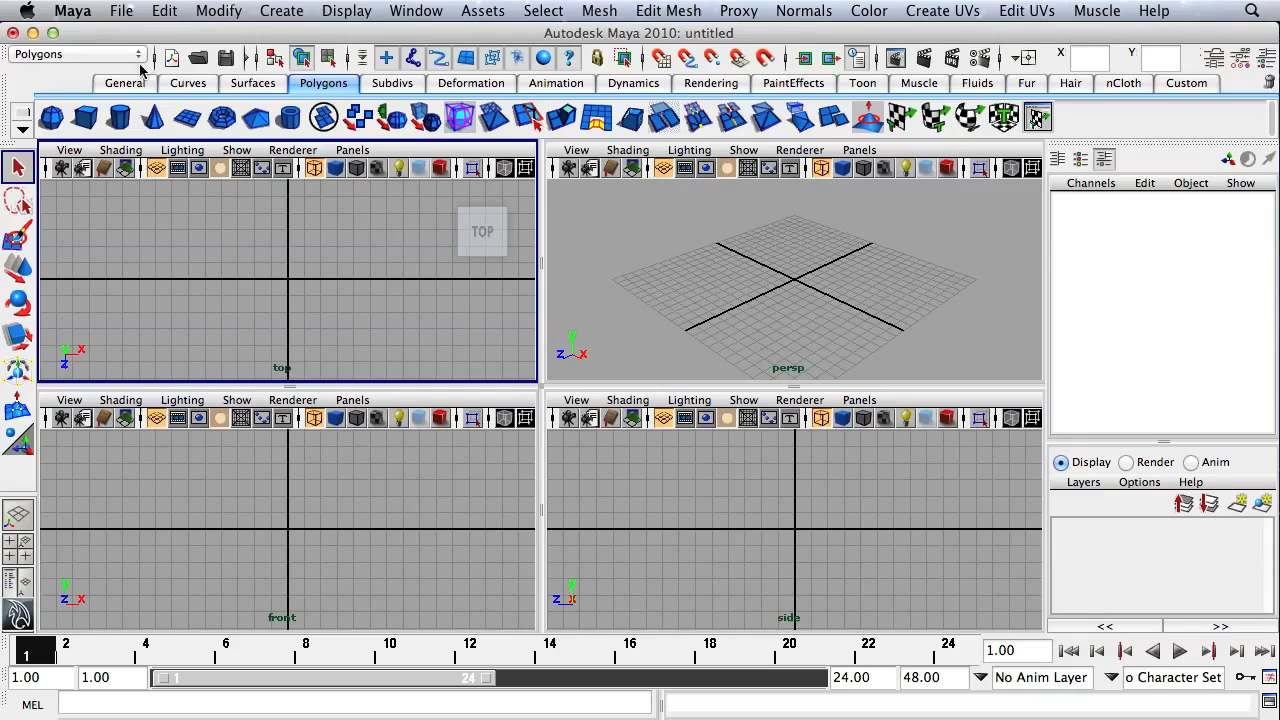 Maya File Edit Modify Create Display Window Assets Select Mesh Edit Mesh Proxy Normals Color Create UVs Edit UVs Muscle Help
Autodesk Maya 2010: untitled
Polygons X Y
General Curves Surfaces Polygons Subdivs Deformation Animation Dynamics Rendering PaintEffects Toon Muscle Fluids Fur Hair nCloth Custom
View Shading Lighting Show Renderer Panels
View Shading Lighting Show Renderer Panels
Channels Edit Object Show
TOP
y x
z
top
y
z x
persp
View Shading Lighting Show Renderer Panels
View Shading Lighting Show Renderer Panels
Display Render Anim
Layers Options Help
y
z x
front
y
z x
side
<< >>
1 2 4 6 8 10 12 14 16 18 20 22 24 1.00
1.00 1.00 1 24 24.00 48.00 No Anim Layer o Character Set
MEL